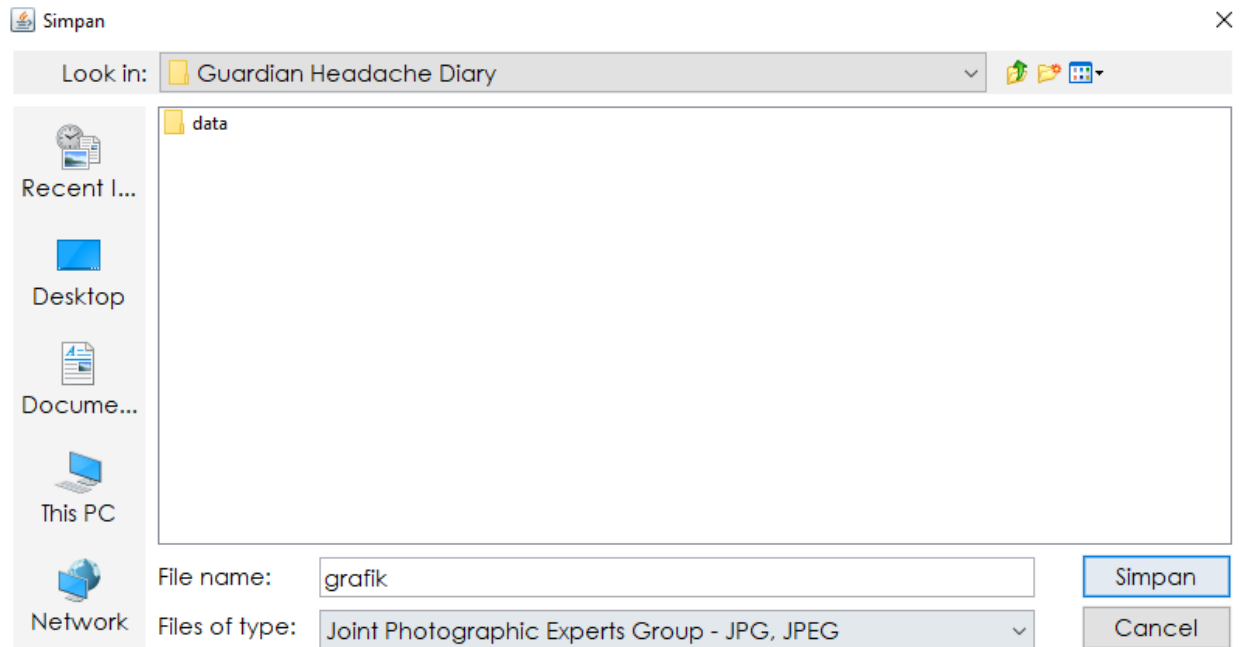 Simpan
Look in: Guardian Headache Diary
data
Recent I...
Desktop
Docume...
This PC
Network
File name: grafik
Simpan
Files of type: Joint Photographic Experts Group - JPG, JPEG
Cancel